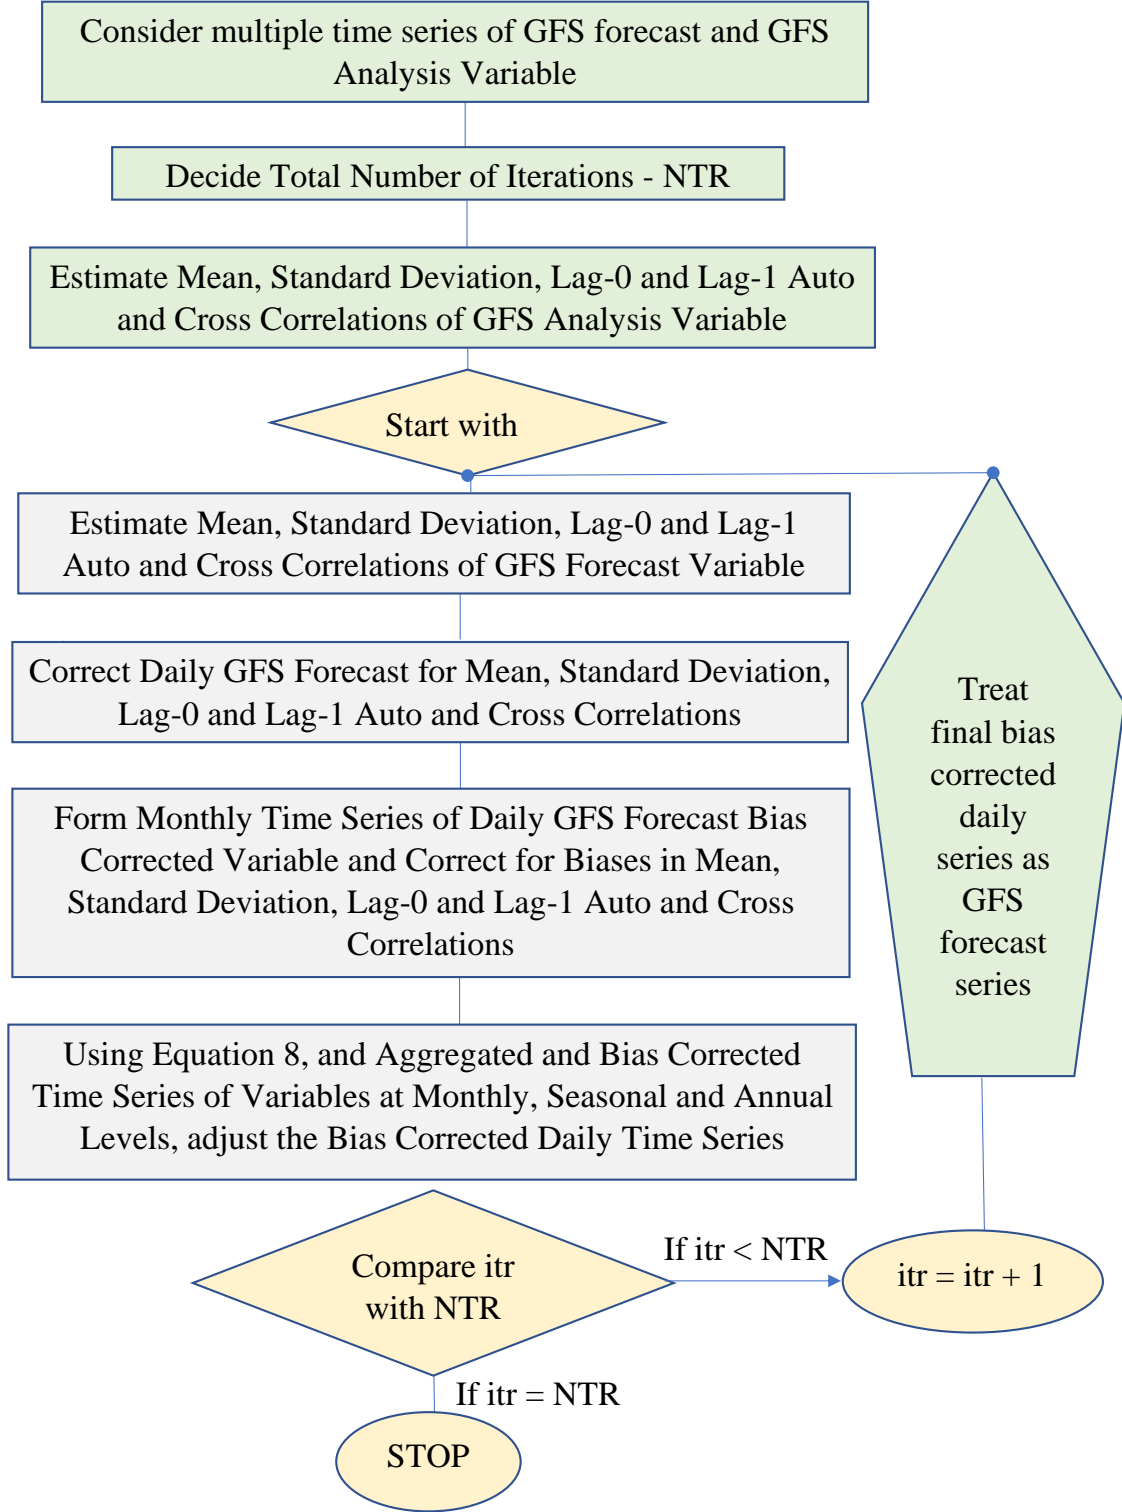 Consider multiple time series of GFS forecast and GFS
Analysis Variable
Decide Total Number of Iterations - NTR
Estimate Mean, Standard Deviation, Lag-0 and Lag-1 Auto
and Cross Correlations of GFS Analysis Variable
Start with
Estimate Mean, Standard Deviation, Lag-0 and Lag-1
Auto and Cross Correlations of GFS Forecast Variable
Correct Daily GFS Forecast for Mean, Standard Deviation,
Lag-0 and Lag-1 Auto and Cross Correlations
Form Monthly Time Series of Daily GFS Forecast Bias
Corrected Variable and Correct for Biases in Mean,
Standard Deviation, Lag-0 and Lag-1 Auto and Cross
Correlations
Using Equation 8, and Aggregated and Bias Corrected
Time Series of Variables at Monthly, Seasonal and Annual
Levels, adjust the Bias Corrected Daily Time Series
Compare itr
with NTR
If itr < NTR
itr = itr + 1
Treat
final bias
corrected
daily
series as
GFS
forecast
series
If itr = NTR
STOP